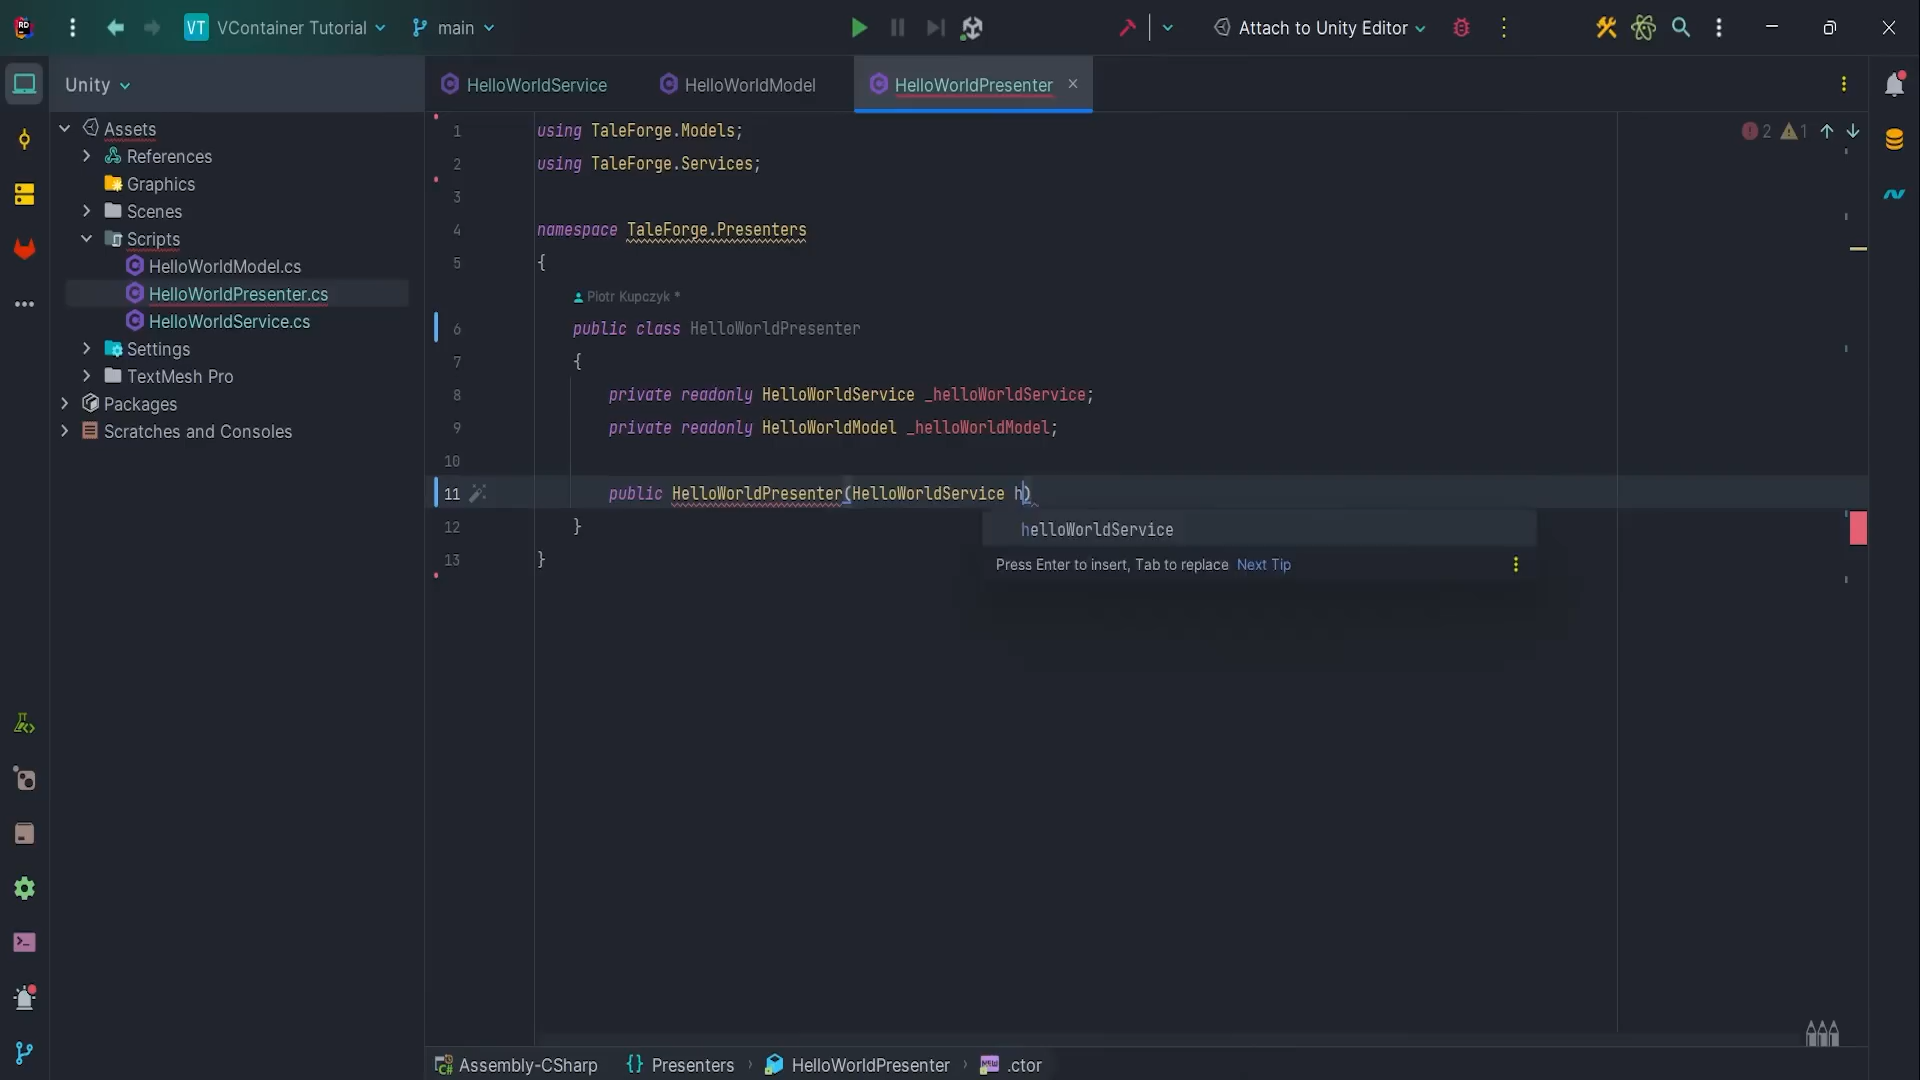 VT VContainer Tutorial main Attach to Unity Editor
Unity
Assets
References
Graphics
Scenes
Scripts
HelloWorldModel.cs
HelloWorldPresenter.cs
HelloWorldService.cs
Settings
TextMesh Pro
Packages
Scratches and Consoles
HelloWorldService HelloWorldModel HelloWorldPresenter
2 1
1 using TaleForge.Models;
2 using TaleForge.Services;
3
4 namespace TaleForge.Presenters
5 {
Piotr Kupczyk *
6 public class HelloWorldPresenter
7 {
8 private readonly HelloWorldService _helloWorldService;
9 private readonly HelloWorldModel _helloWorldModel;
10
11 public HelloWorldPresenter(HelloWorldService h)
12 }
13 }
helloWorldService
Press Enter to insert, Tab to replace Next Tip
Assembly-CSharp {} Presenters HelloWorldPresenter .ctor